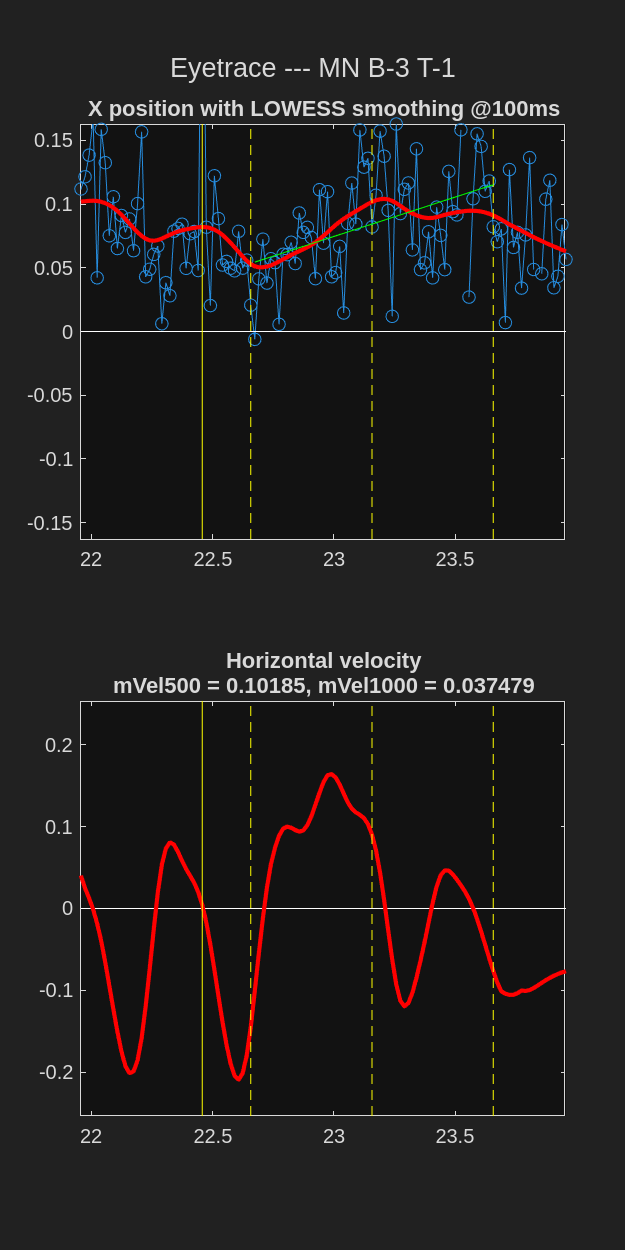 Eyetrace --- MN B-3 T-1
X position with LOWESS smoothing @100ms
0.15
0.1
0.05
0
-0.05
-0.1
-0.15
22 22.5 23 23.5
Horizontal velocity
mVel500 = 0.10185, mVel1000 = 0.037479
0.2
0.1
0
-0.1
-0.2
22 22.5 23 23.5